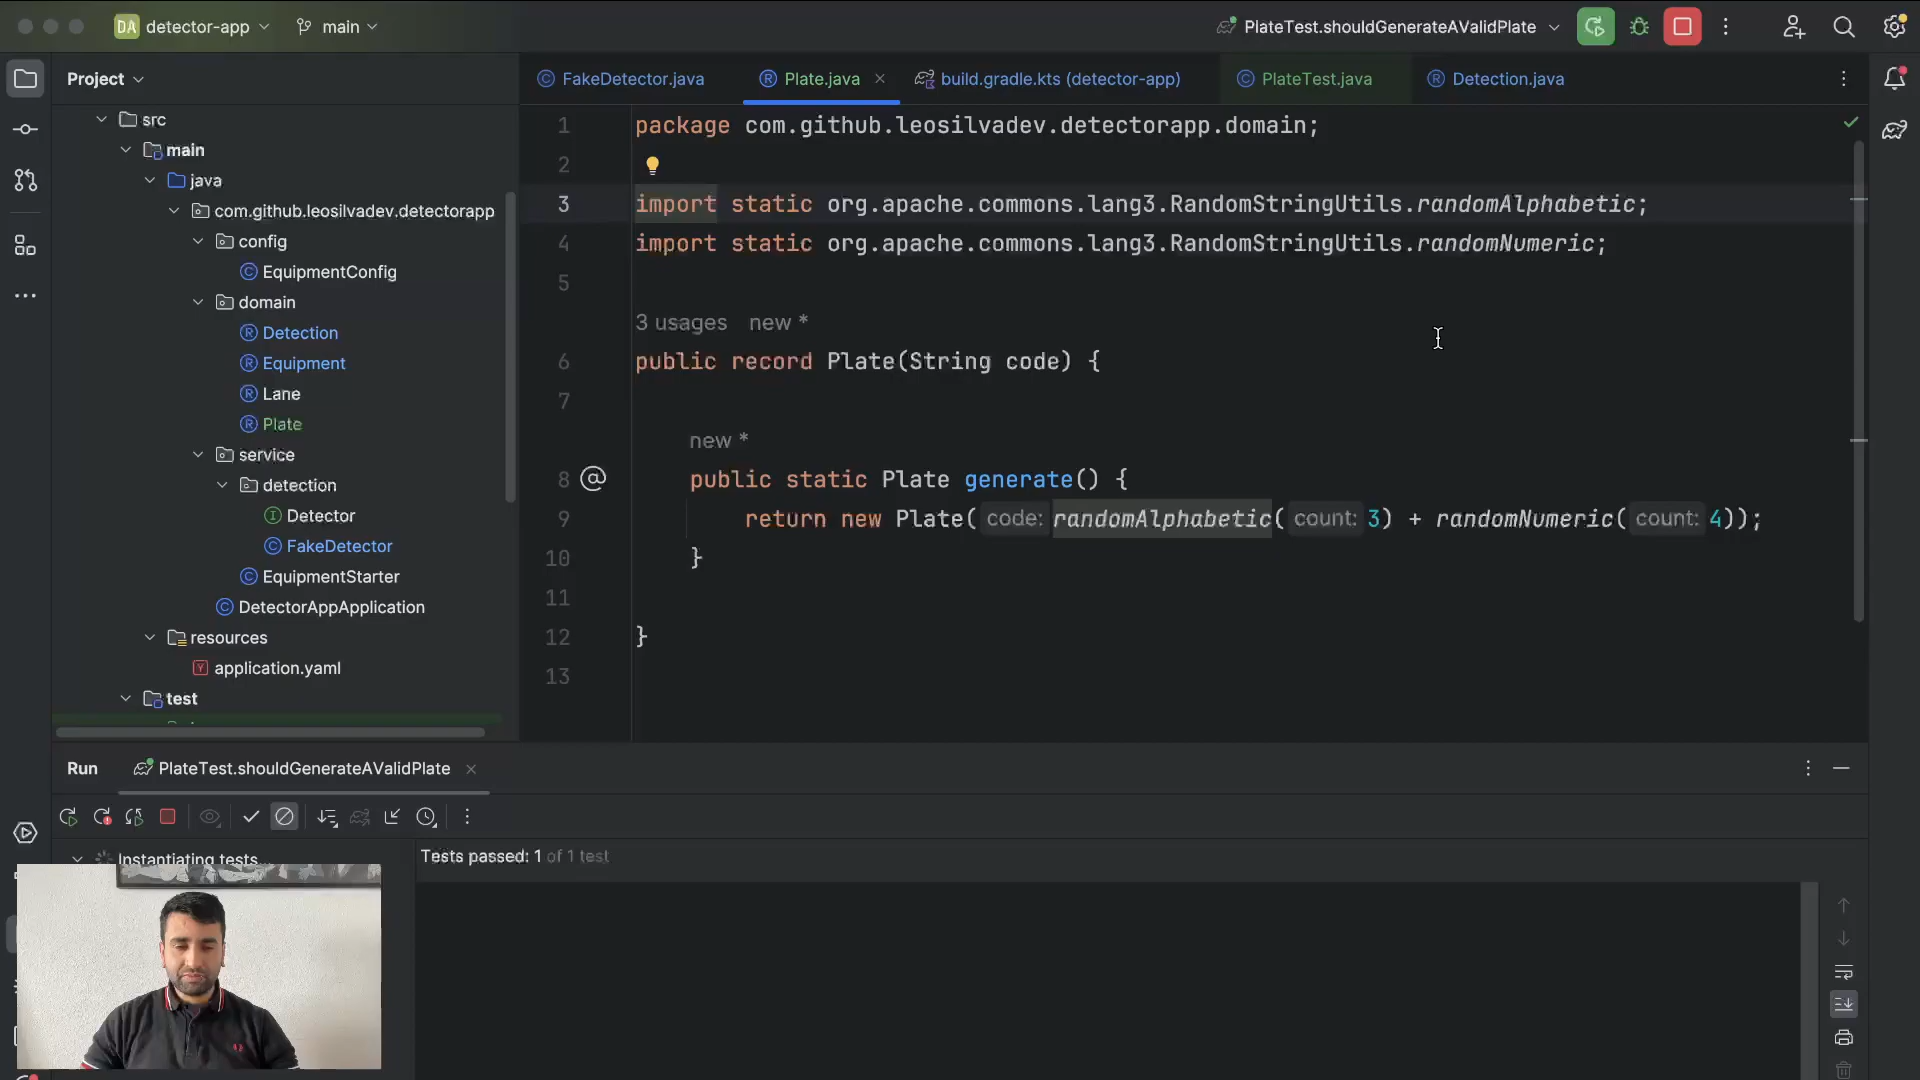 DA detector-app main PlateTest.shouldGenerateAValidPlate
Project
FakeDetector.java Plate.java build.gradle.kts (detector-app) PlateTest.java Detection.java
src
main
java
com.github.leosilvadev.detectorapp
config
EquipmentConfig
domain
Detection
Equipment
Lane
Plate
service
detection
Detector
FakeDetector
EquipmentStarter
DetectorAppApplication
resources
application.yaml
test
1 package com.github.leosilvadev.detectorapp.domain;
2
3 import static org.apache.commons.lang3.RandomStringUtils.randomAlphabetic;
4 import static org.apache.commons.lang3.RandomStringUtils.randomNumeric;
5
3 usages new *
6 public record Plate(String code) {
7
new *
8 @ public static Plate generate() {
9 return new Plate( code: randomAlphabetic( count: 3) + randomNumeric( count: 4));
10 }
11
12 }
13
Run PlateTest.shouldGenerateAValidPlate
Instantiating tests...
Tests passed: 1 of 1 test